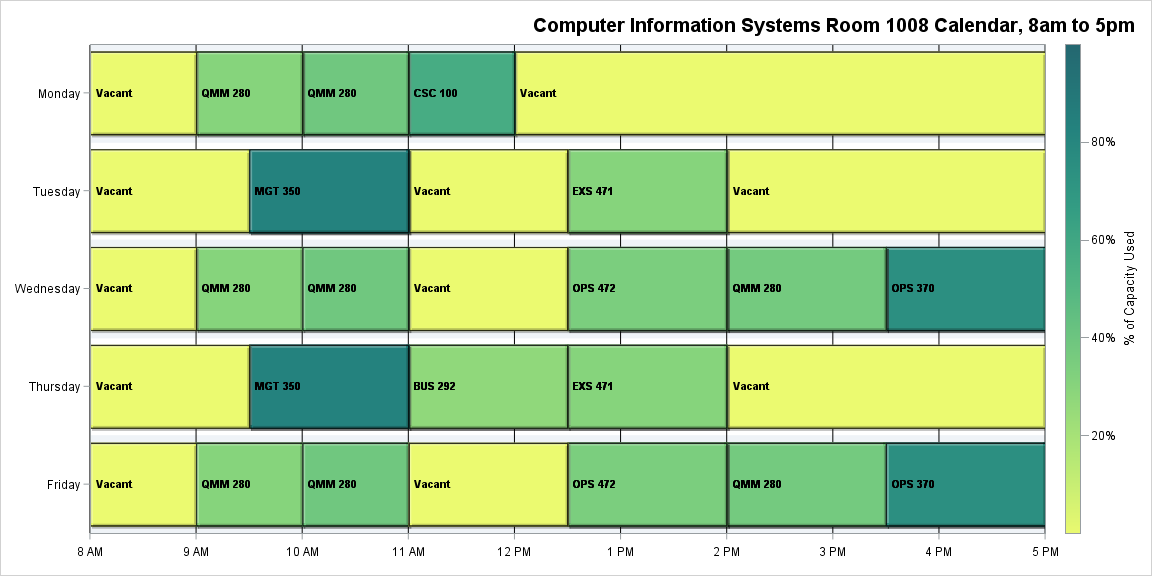 Computer Information Systems Room 1008 Calendar, 8am to 5pm
Monday Vacant QMM 280 QMM 280 CSC 100 Vacant
Tuesday Vacant MGT 350 Vacant EXS 471 Vacant
Wednesday Vacant QMM 280 QMM 280 Vacant OPS 472 QMM 280 OPS 370
Thursday Vacant MGT 350 BUS 292 EXS 471 Vacant
Friday Vacant QMM 280 QMM 280 Vacant OPS 472 QMM 280 OPS 370
8 AM 9 AM 10 AM 11 AM 12 PM 1 PM 2 PM 3 PM 4 PM 5 PM
80%
60%
40%
20%
% of Capacity Used